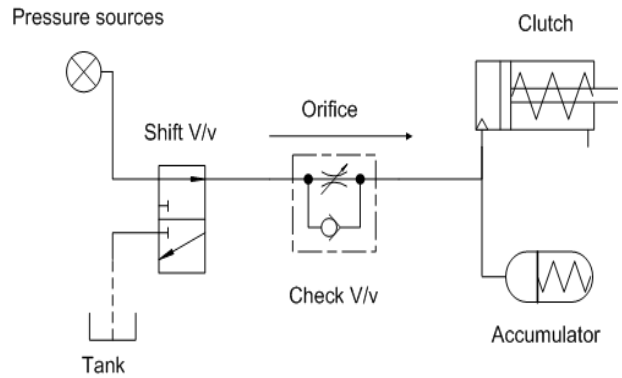 Pressure sources
Clutch
Shift V/v
Orifice
Check V/v
Accumulator
Tank